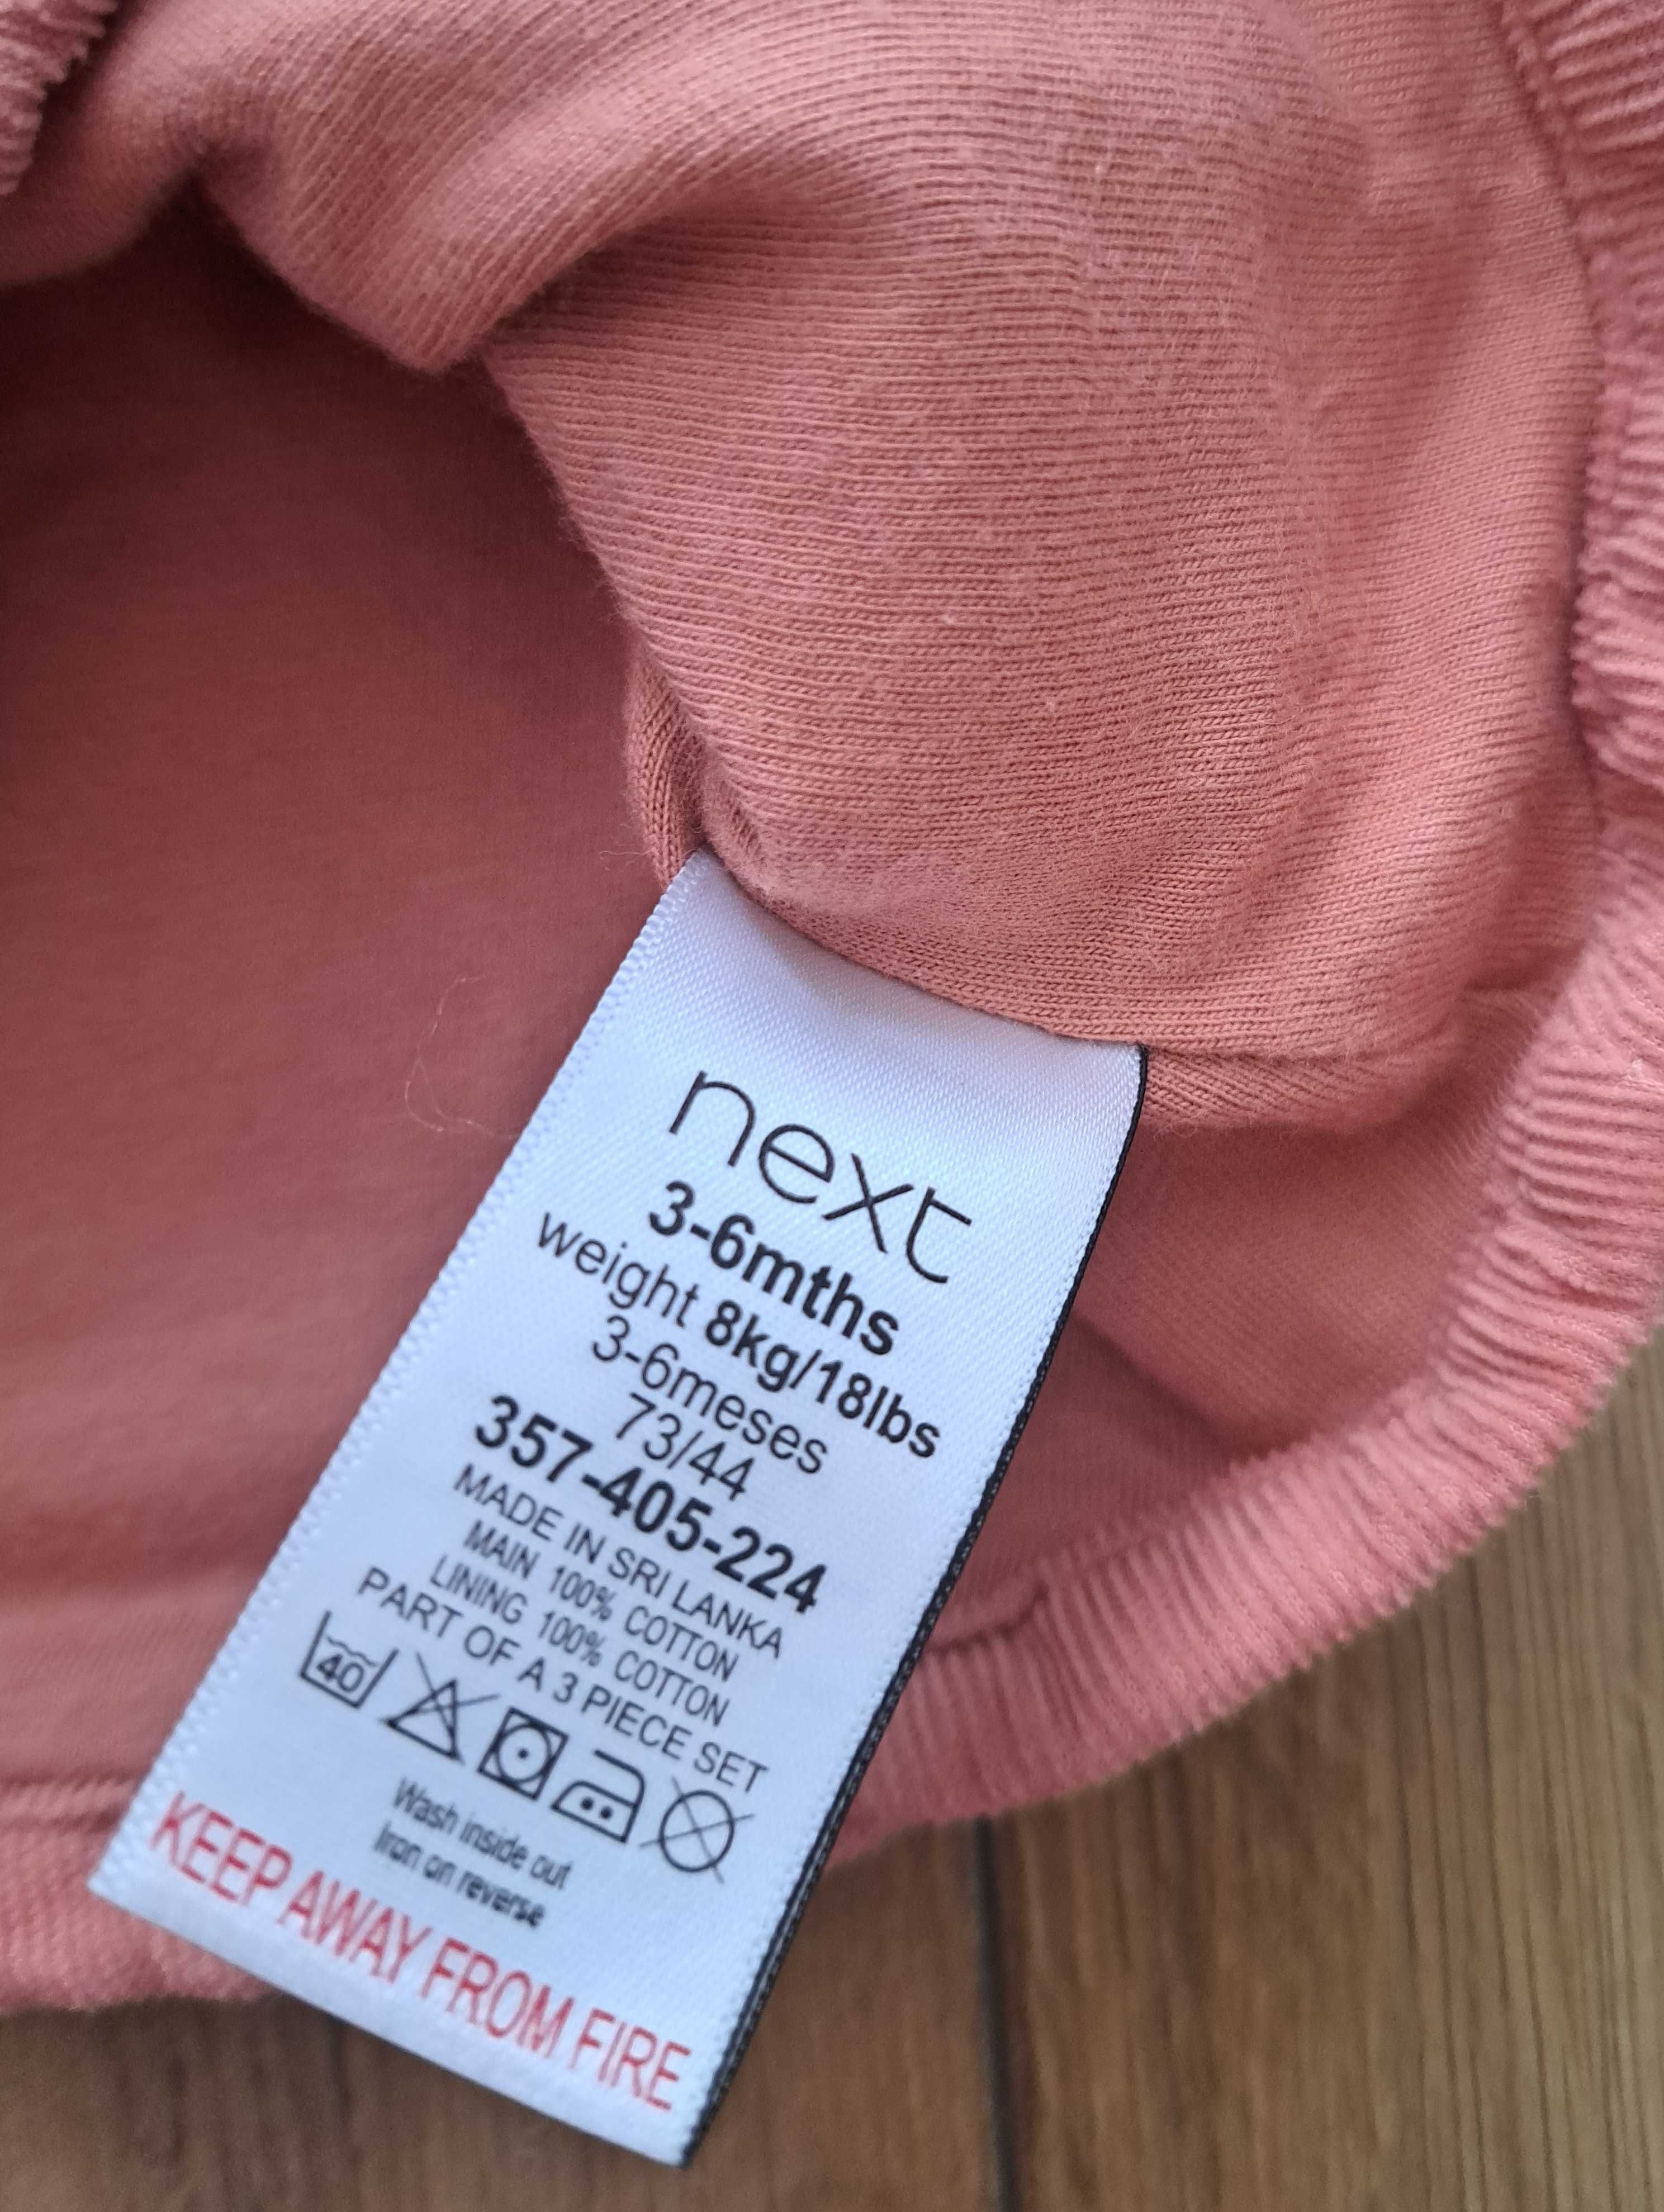 next
3-6mths
weight 8kg/18lbs
3-6meses
73/44
357-405-224
MADE IN SRI LANKA
MAIN 100% COTTON
LINING 100% COTTON
PART OF A 3 PIECE SET
40
Wash inside out
Iron on reverse
KEEP AWAY FROM FIRE